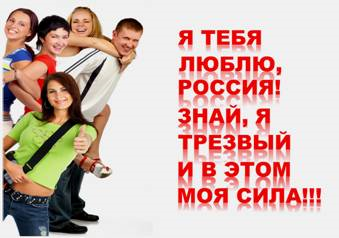 Я ТЕБЯ
ЛЮБЛЮ,
РОССИЯ!
ЗНАЙ, Я
ТРЕЗВЫЙ
И В ЭТОМ
МОЯ СИЛА!!!